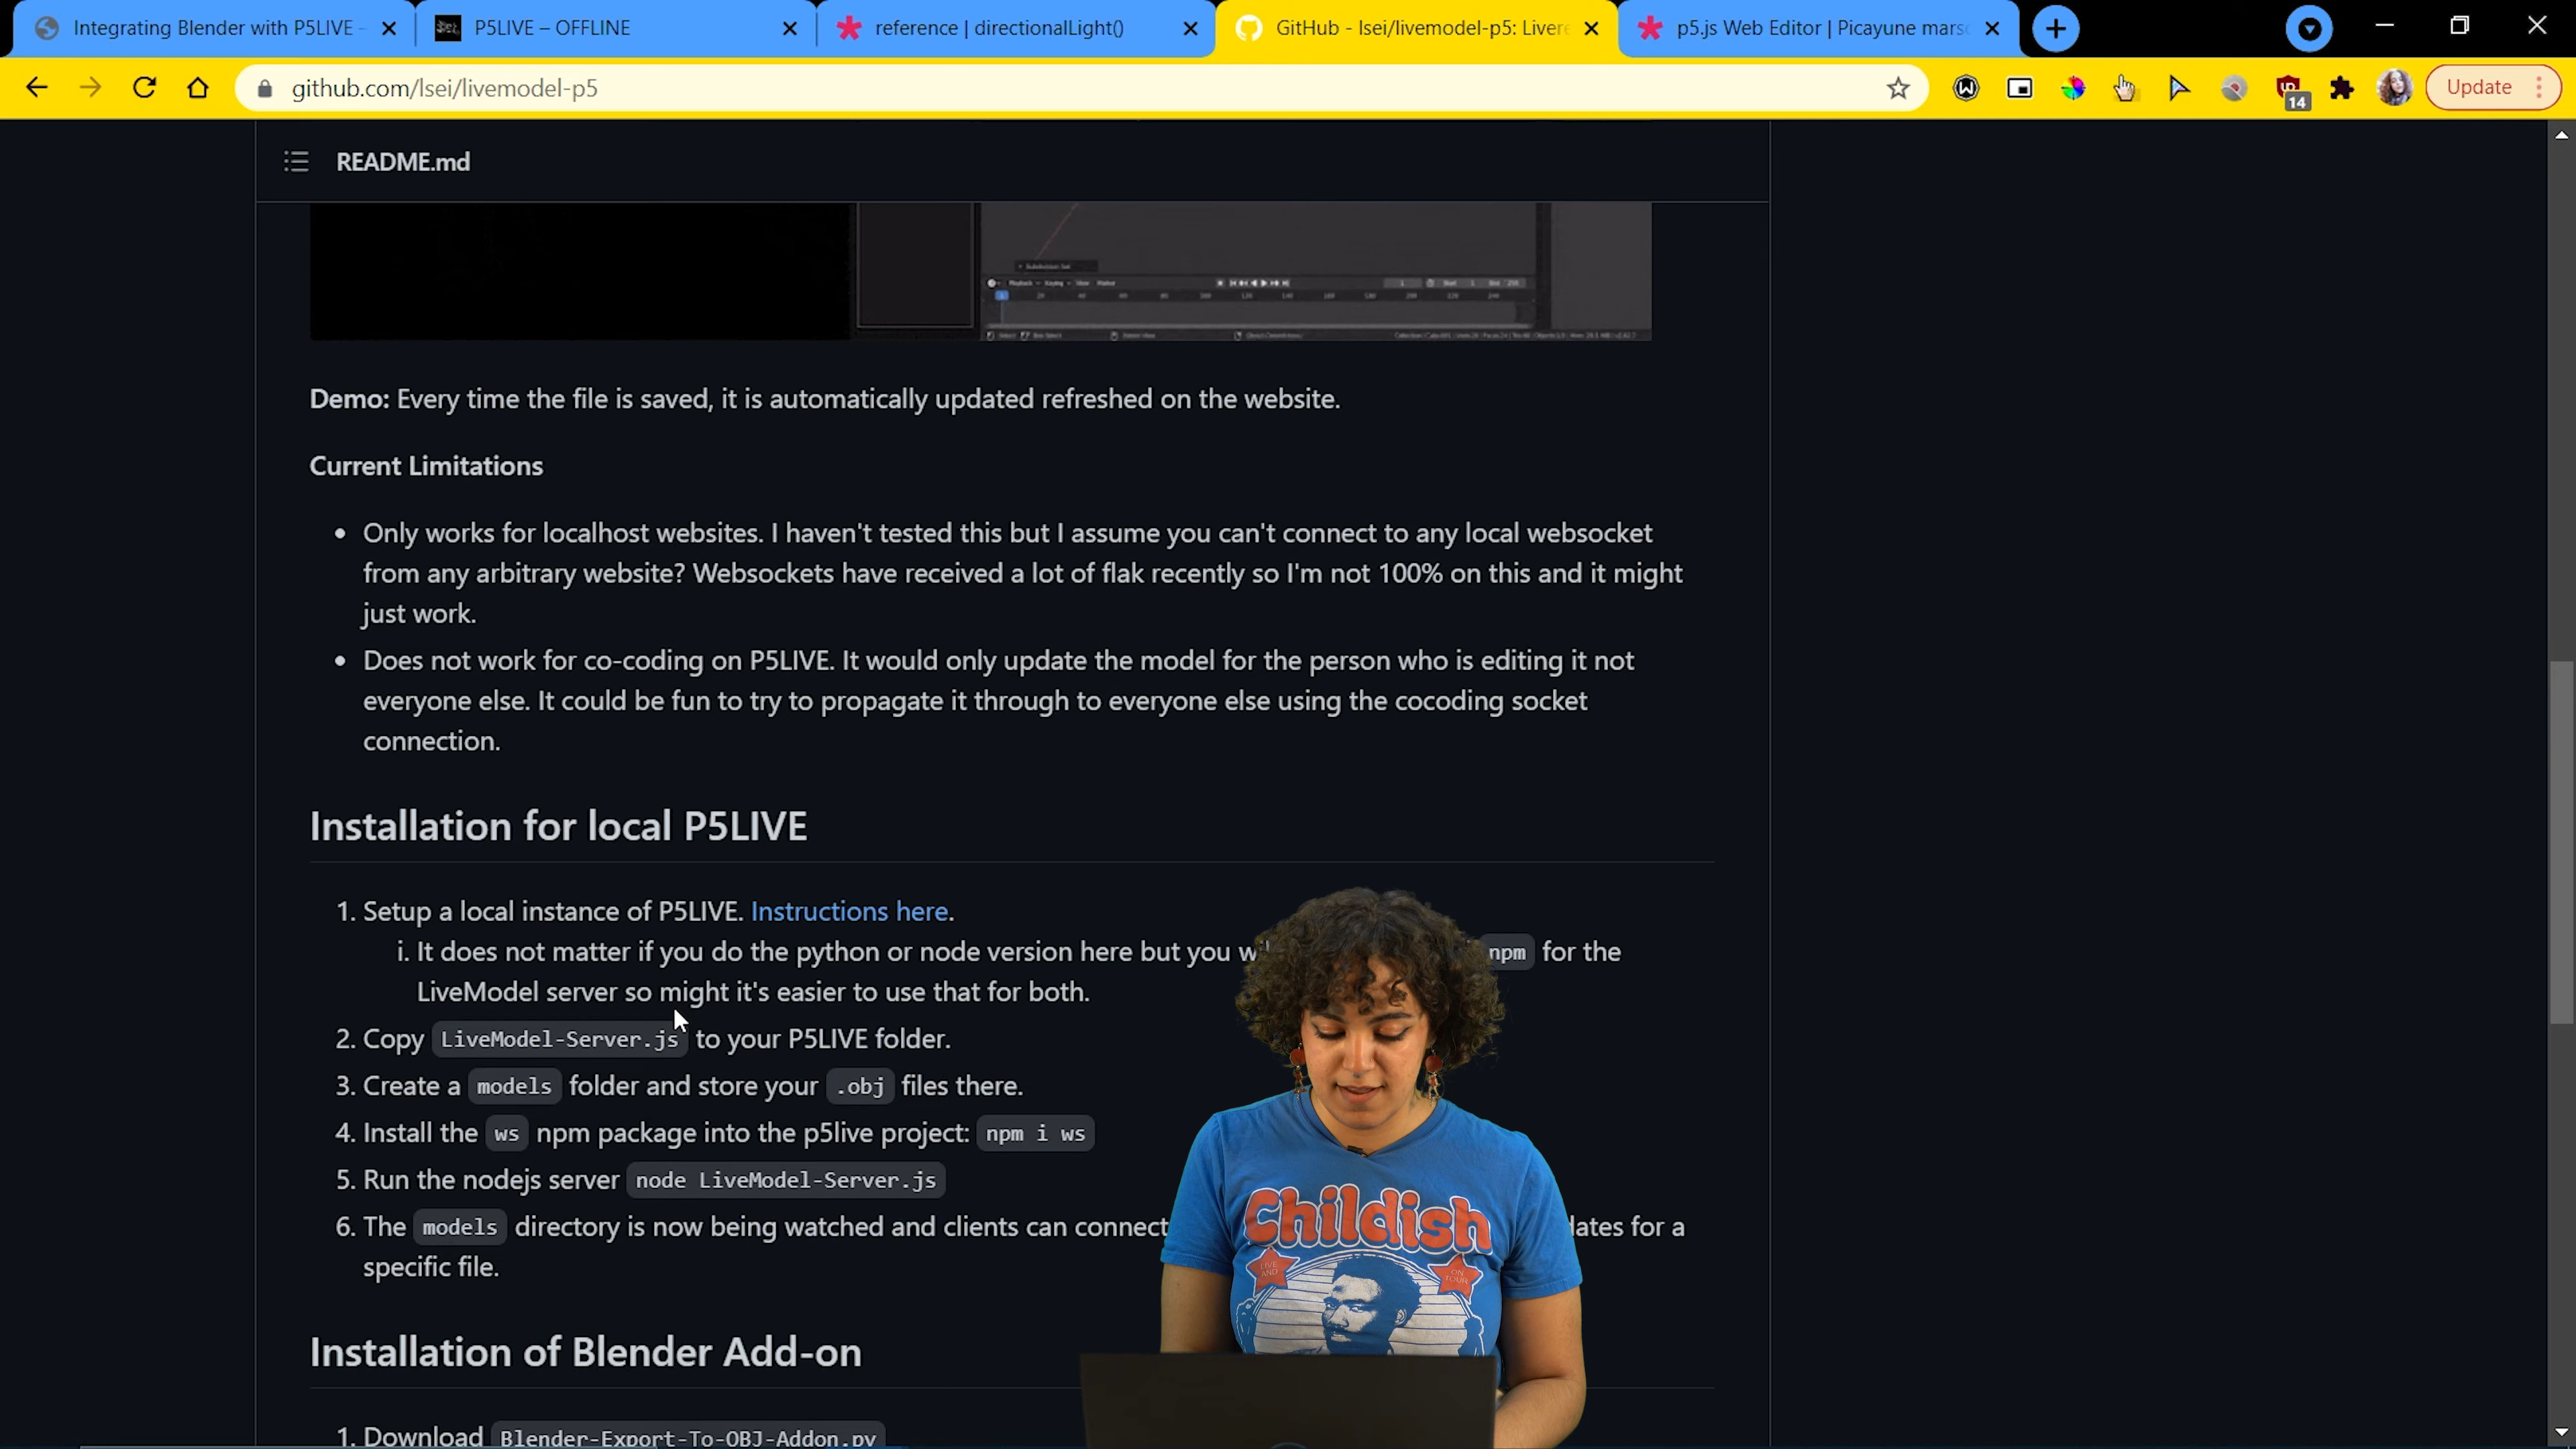 Integrating Blender with P5LIVE -
P5LIVE – OFFLINE
reference | directionalLight()
GitHub - lsei/livemodel-p5: Livere
p5.js Web Editor | Picayune marso
github.com/lsei/livemodel-p5
14
Update
README.md
Demo: Every time the file is saved, it is automatically updated refreshed on the website.
Current Limitations
• Only works for localhost websites. I haven't tested this but I assume you can't connect to any local websocket
from any arbitrary website? Websockets have received a lot of flak recently so I'm not 100% on this and it might
just work.
• Does not work for co-coding on P5LIVE. It would only update the model for the person who is editing it not
everyone else. It could be fun to try to propagate it through to everyone else using the cocoding socket
connection.
Installation for local P5LIVE
1. Setup a local instance of P5LIVE. Instructions here.
i. It does not matter if you do the python or node version here but you wi npm for the
LiveModel server so might it's easier to use that for both.
2. Copy LiveModel-Server.js to your P5LIVE folder.
3. Create a models folder and store your .obj files there.
4. Install the ws npm package into the p5live project: npm i ws
5. Run the nodejs server node LiveModel-Server.js
6. The models directory is now being watched and clients can connect dates for a
specific file.
Childish
LIVE AND
ON TOUR
Installation of Blender Add-on
1. Download Blender-Export-To-OBJ-Addon.py